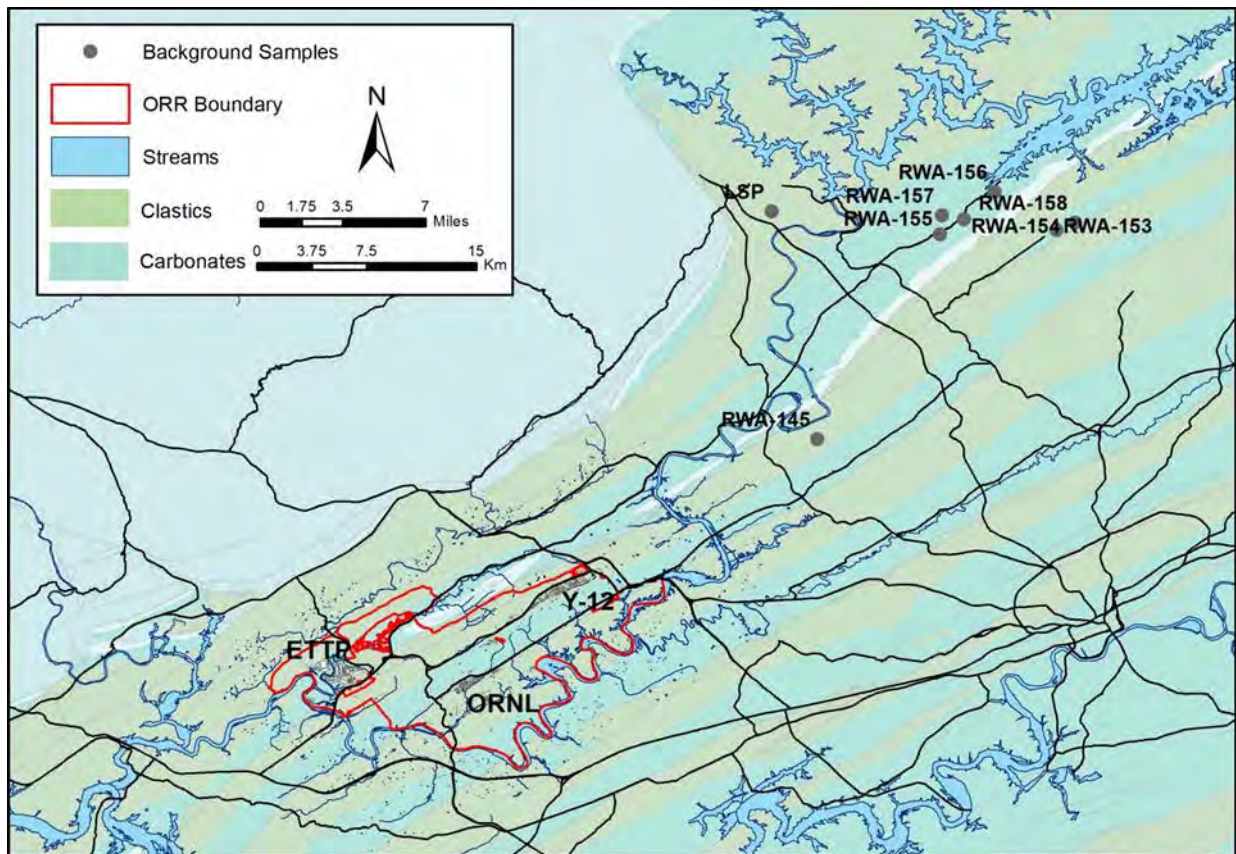 Background Samples
ORR Boundary
Streams
Clastics
Carbonates
N
0 1.75 3.5 7
Miles
0 3.75 7.5 15
Km
LSP
RWA-156
RWA-157
RWA-158
RWA-155
RWA-154
RWA-153
RWA-145
Y-12
ETTP
ORNL